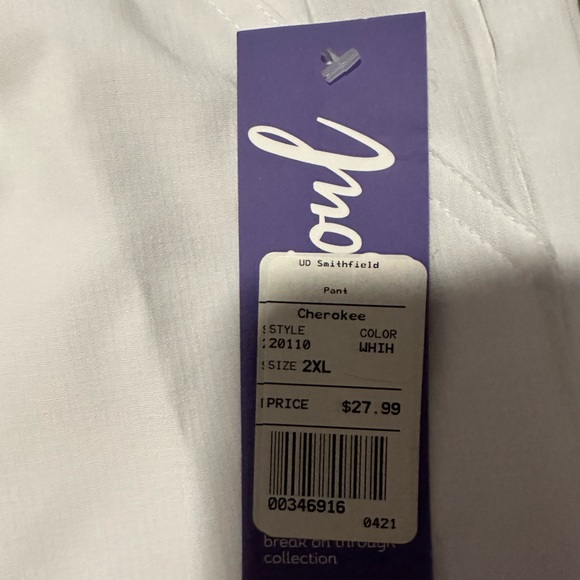 UD Smithfield
Pant
Cherokee
STYLE COLOR
20110 WHIH
SIZE 2XL
PRICE $27.99
00346916
0421
break on through
collection